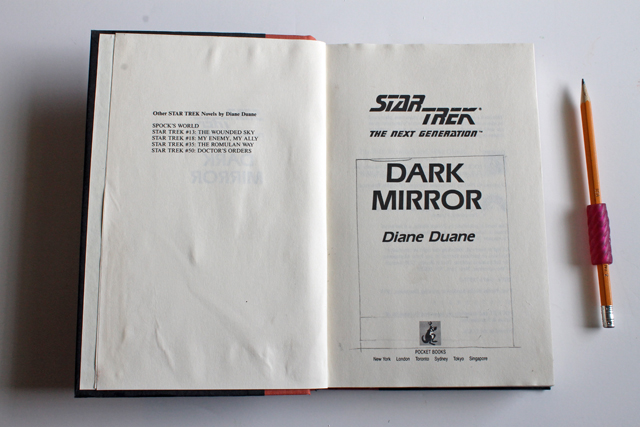 Other STAR TREK Novels by Diane Duane
SPOCK'S WORLD
STAR TREK #13: THE WOUNDED SKY
STAR TREK #18: MY ENEMY, MY ALLY
STAR TREK #35: THE ROMULAN WAY
STAR TREK #50: DOCTOR'S ORDERS
STAR
TREK®
THE NEXT GENERATION™
DARK
MIRROR
Diane Duane
POCKET BOOKS
New York London Toronto Sydney Tokyo Singapore